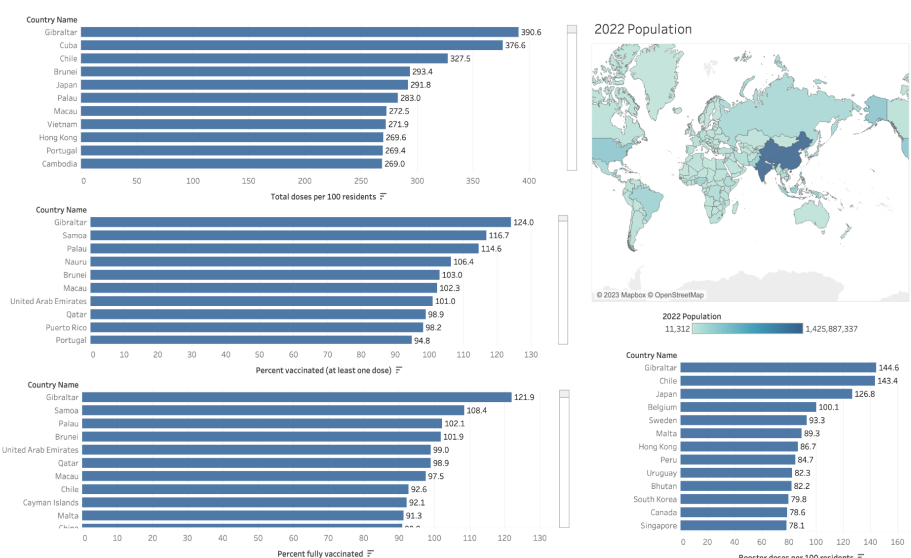 Country Name
Gibraltar 390.6
Cuba 376.6
Chile 327.5
Brunei 293.4
Japan 291.8
Palau 283.0
Macau 272.5
Vietnam 271.9
Hong Kong 269.6
Portugal 269.4
Cambodia 269.0
0 50 100 150 200 250 300 350 400
Total doses per 100 residents
Country Name
Gibraltar 124.0
Samoa 116.7
Palau 114.6
Nauru 106.4
Brunei 103.0
Macau 102.3
United Arab Emirates 101.0
Qatar 98.9
Puerto Rico 98.2
Portugal 94.8
0 10 20 30 40 50 60 70 80 90 100 110 120 130
Percent vaccinated (at least one dose)
Country Name
Gibraltar 121.9
Samoa 108.4
Palau 102.1
Brunei 101.9
United Arab Emirates 99.0
Qatar 98.9
Macau 97.5
Chile 92.6
Cayman Islands 92.1
Malta 91.3
China
0 10 20 30 40 50 60 70 80 90 100 110 120 130
Percent fully vaccinated
2022 Population
© 2023 Mapbox © OpenStreetMap
2022 Population
11,312 1,425,887,337
Country Name
Gibraltar 144.6
Chile 143.4
Japan 126.8
Belgium 100.1
Sweden 93.3
Malta 89.3
Hong Kong 86.7
Peru 84.7
Uruguay 82.3
Bhutan 82.2
South Korea 79.8
Canada 78.6
Singapore 78.1
0 20 40 60 80 100 120 140 160
Booster doses per 100 residents